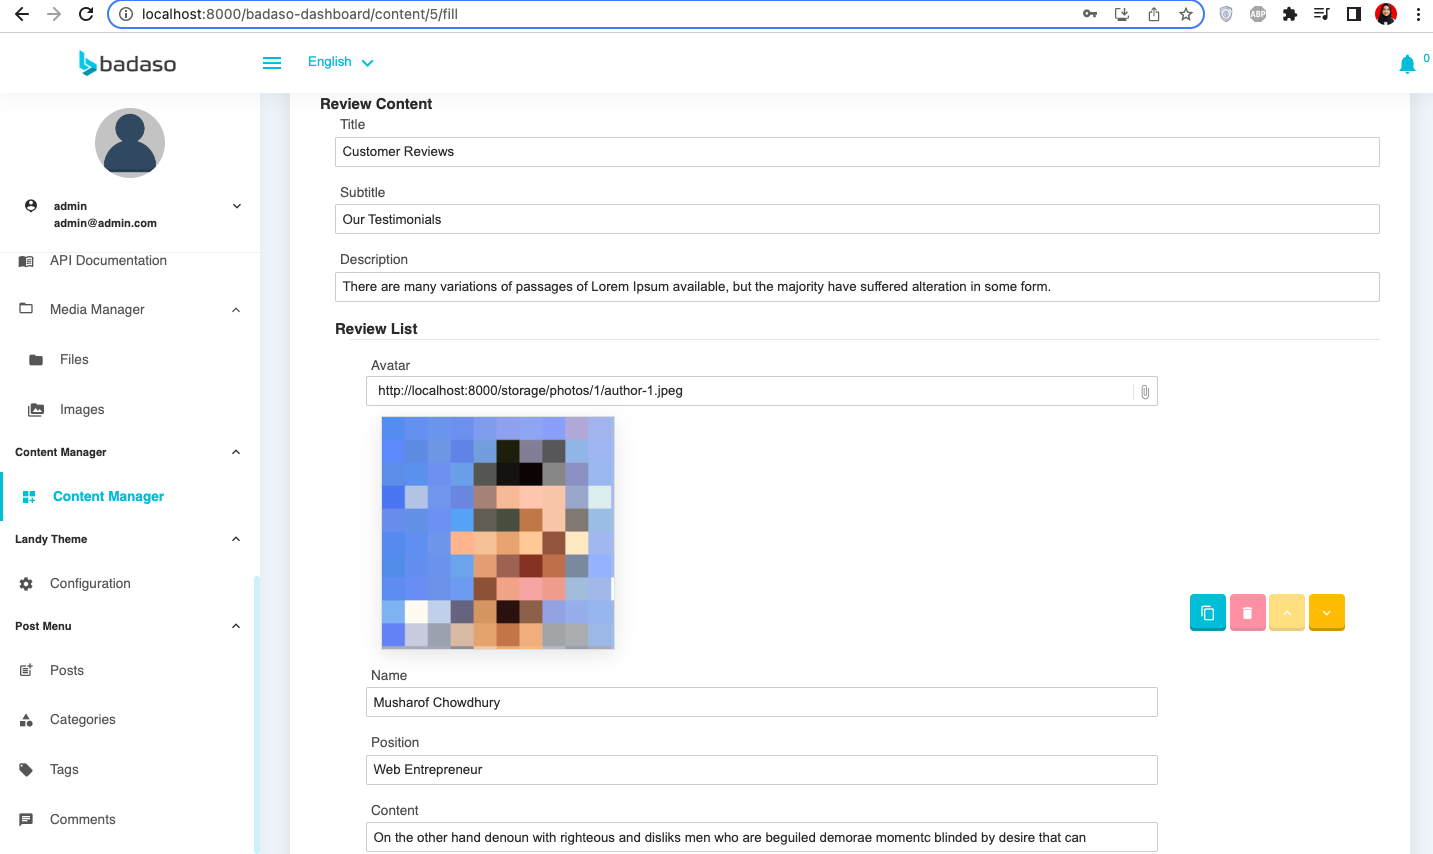 localhost:8000/badaso-dashboard/content/5/fill
ABP
badaso
English
0
admin
admin@admin.com
API Documentation
Media Manager
Files
Images
Content Manager
Content Manager
Landy Theme
Configuration
Post Menu
Posts
Categories
Tags
Comments
Review Content
Title
Customer Reviews
Subtitle
Our Testimonials
Description
There are many variations of passages of Lorem Ipsum available, but the majority have suffered alteration in some form.
Review List
Avatar
http://localhost:8000/storage/photos/1/author-1.jpeg
Name
Musharof Chowdhury
Position
Web Entrepreneur
Content
On the other hand denoun with righteous and disliks men who are beguiled demorae momentc blinded by desire that can